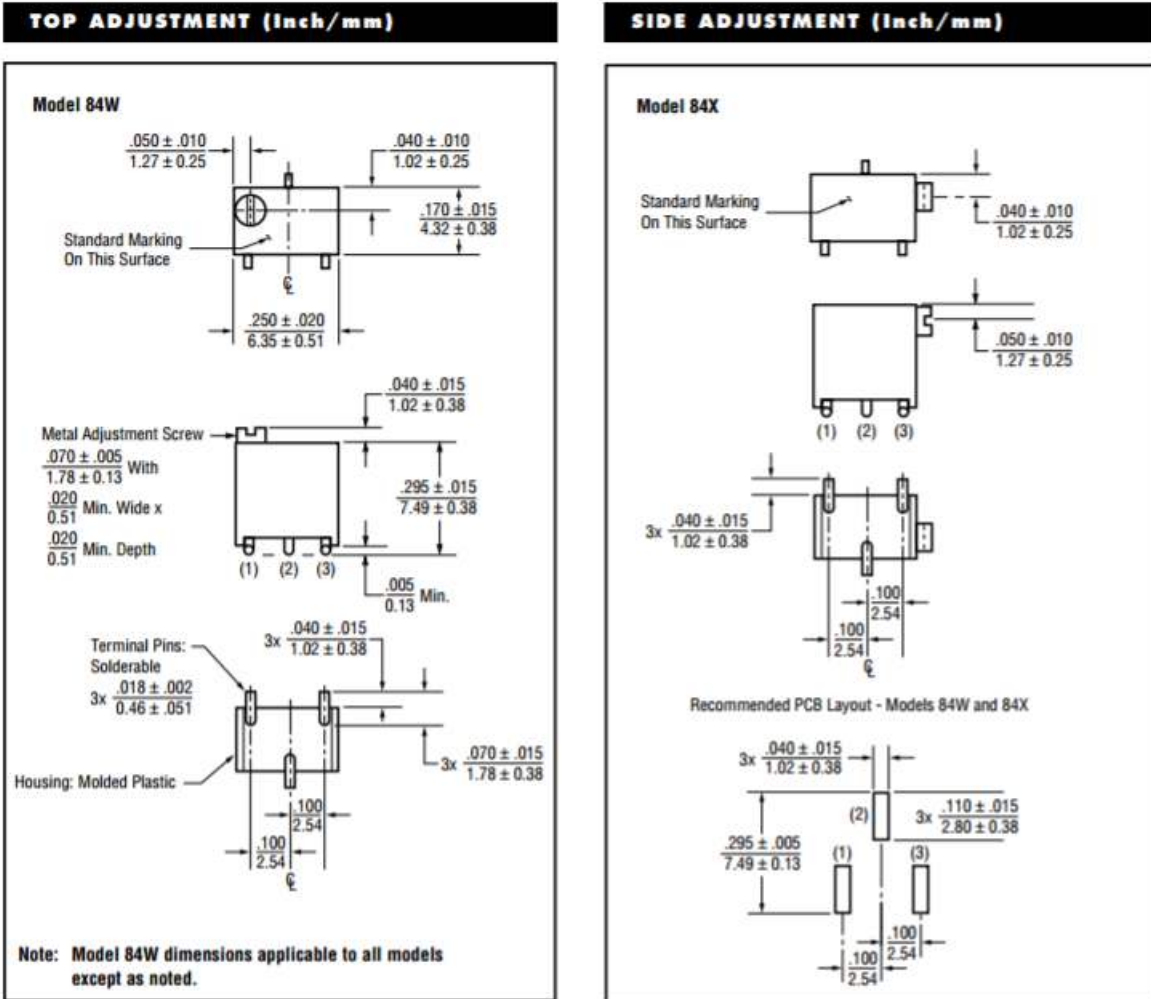 TOP ADJUSTMENT (Inch/mm)
Model 84W
.050 ± .010
1.27 ± 0.25
.040 ± .010
1.02 ± 0.25
.170 ± .015
4.32 ± 0.38
Standard Marking
On This Surface
℄
.250 ± .020
6.35 ± 0.51
.040 ± .015
1.02 ± 0.38
Metal Adjustment Screw
.070 ± .005
1.78 ± 0.13
With
.020
0.51
Min. Wide x
.020
0.51
Min. Depth
.295 ± .015
7.49 ± 0.38
(1) (2) (3)
.005
0.13
Min.
Terminal Pins:
Solderable
3x
.018 ± .002
0.46 ± .051
3x
.040 ± .015
1.02 ± 0.38
3x
.070 ± .015
1.78 ± 0.38
Housing: Molded Plastic
.100
2.54
.100
2.54
℄
Note: Model 84W dimensions applicable to all models
except as noted.
SIDE ADJUSTMENT (Inch/mm)
Model 84X
Standard Marking
On This Surface
.040 ± .010
1.02 ± 0.25
.050 ± .010
1.27 ± 0.25
(1) (2) (3)
3x
.040 ± .015
1.02 ± 0.38
.100
2.54
.100
2.54
℄
Recommended PCB Layout - Models 84W and 84X
3x
.040 ± .015
1.02 ± 0.38
(2)
3x
.110 ± .015
2.80 ± 0.38
.295 ± .005
7.49 ± 0.13
(1) (3)
.100
2.54
.100
2.54